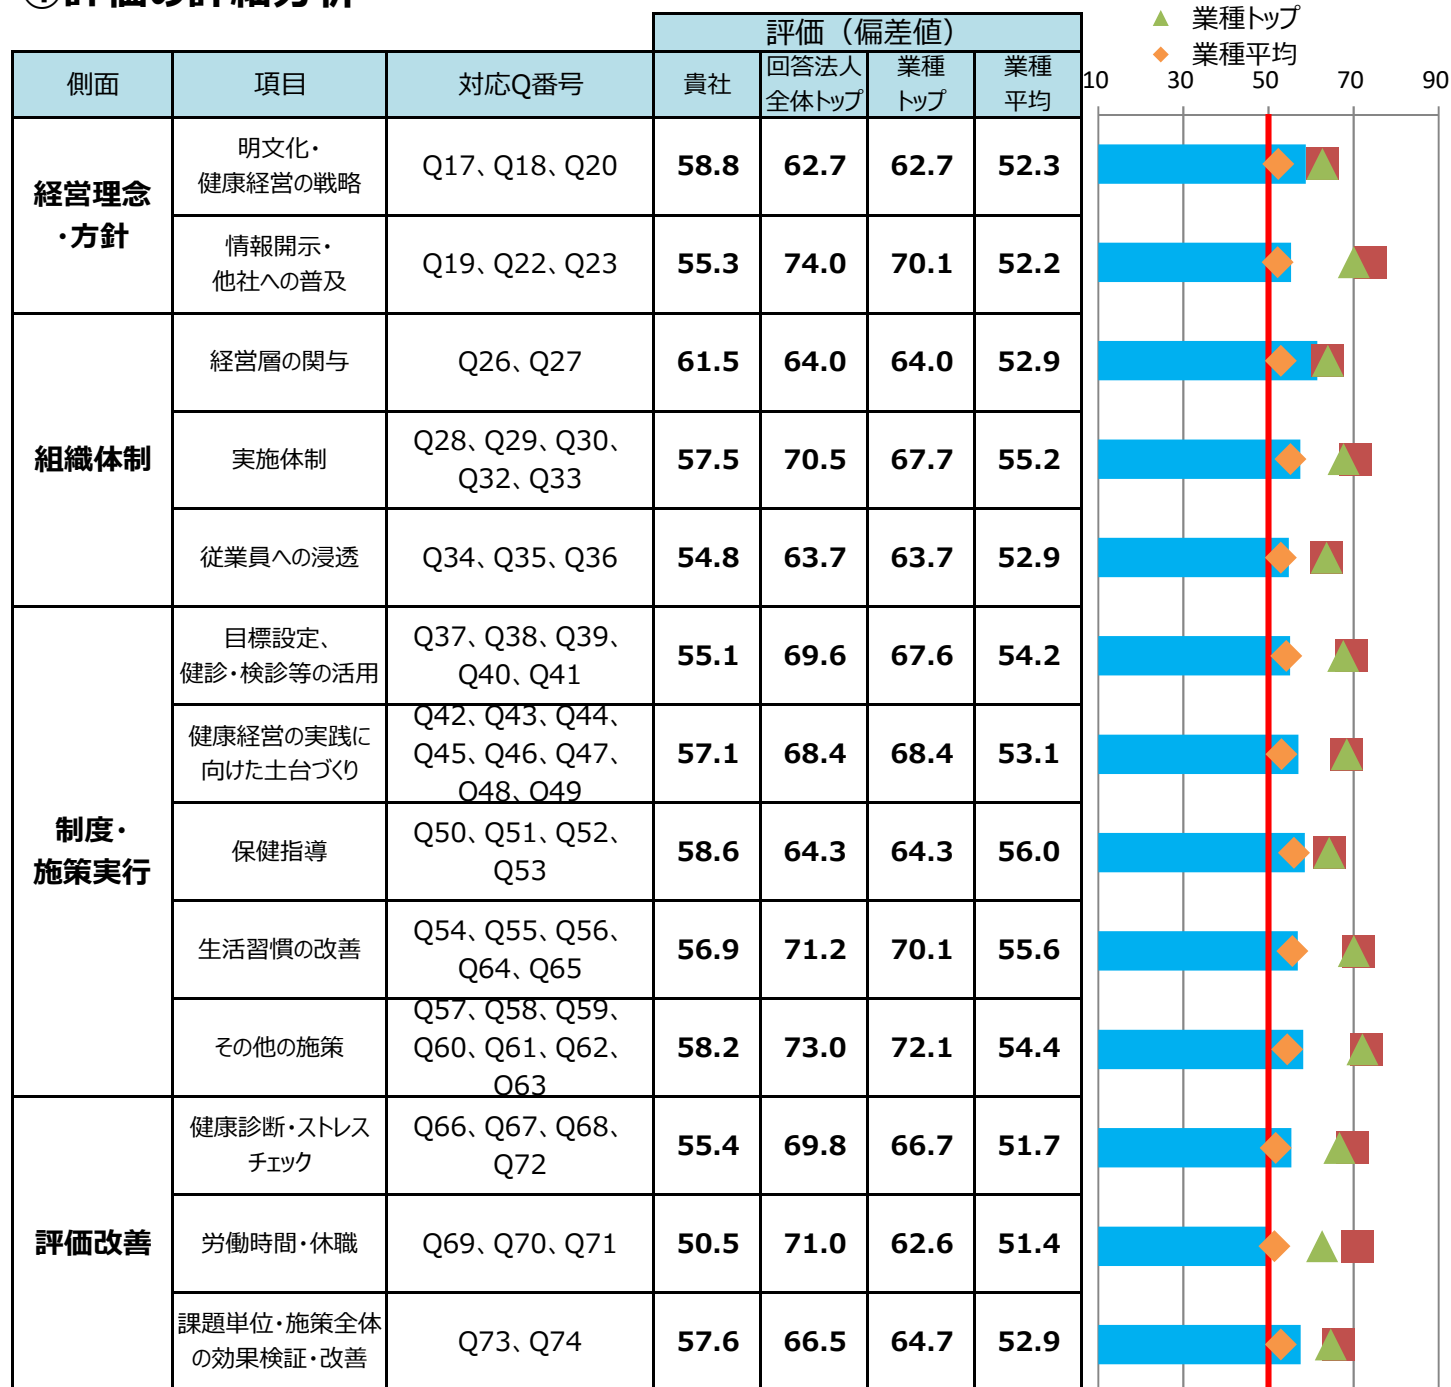 ④評価の詳細分析
▲ 業種トップ
◆ 業種平均
評価（偏差値）
側面 項目 対応Q番号 貴社 回答法人 業種 業種
全体トップ トップ 平均
10 30 50 70 90
経営理念
・方針
明文化・
健康経営の戦略
Q17、Q18、Q20 58.8 62.7 62.7 52.3
情報開示・
他社への普及
Q19、Q22、Q23 55.3 74.0 70.1 52.2
組織体制
経営層の関与 Q26、Q27 61.5 64.0 64.0 52.9
実施体制
Q28、Q29、Q30、
Q32、Q33
57.5 70.5 67.7 55.2
従業員への浸透 Q34、Q35、Q36 54.8 63.7 63.7 52.9
制度・
施策実行
目標設定、
健診・検診等の活用
Q37、Q38、Q39、
Q40、Q41
55.1 69.6 67.6 54.2
健康経営の実践に
向けた土台づくり
Q42、Q43、Q44、
Q45、Q46、Q47、
Q48、Q49
57.1 68.4 68.4 53.1
保健指導
Q50、Q51、Q52、
Q53
58.6 64.3 64.3 56.0
生活習慣の改善
Q54、Q55、Q56、
Q64、Q65
56.9 71.2 70.1 55.6
その他の施策
Q57、Q58、Q59、
Q60、Q61、Q62、
Q63
58.2 73.0 72.1 54.4
評価改善
健康診断・ストレス
チェック
Q66、Q67、Q68、
Q72
55.4 69.8 66.7 51.7
労働時間・休職 Q69、Q70、Q71 50.5 71.0 62.6 51.4
課題単位・施策全体
の効果検証・改善
Q73、Q74 57.6 66.5 64.7 52.9